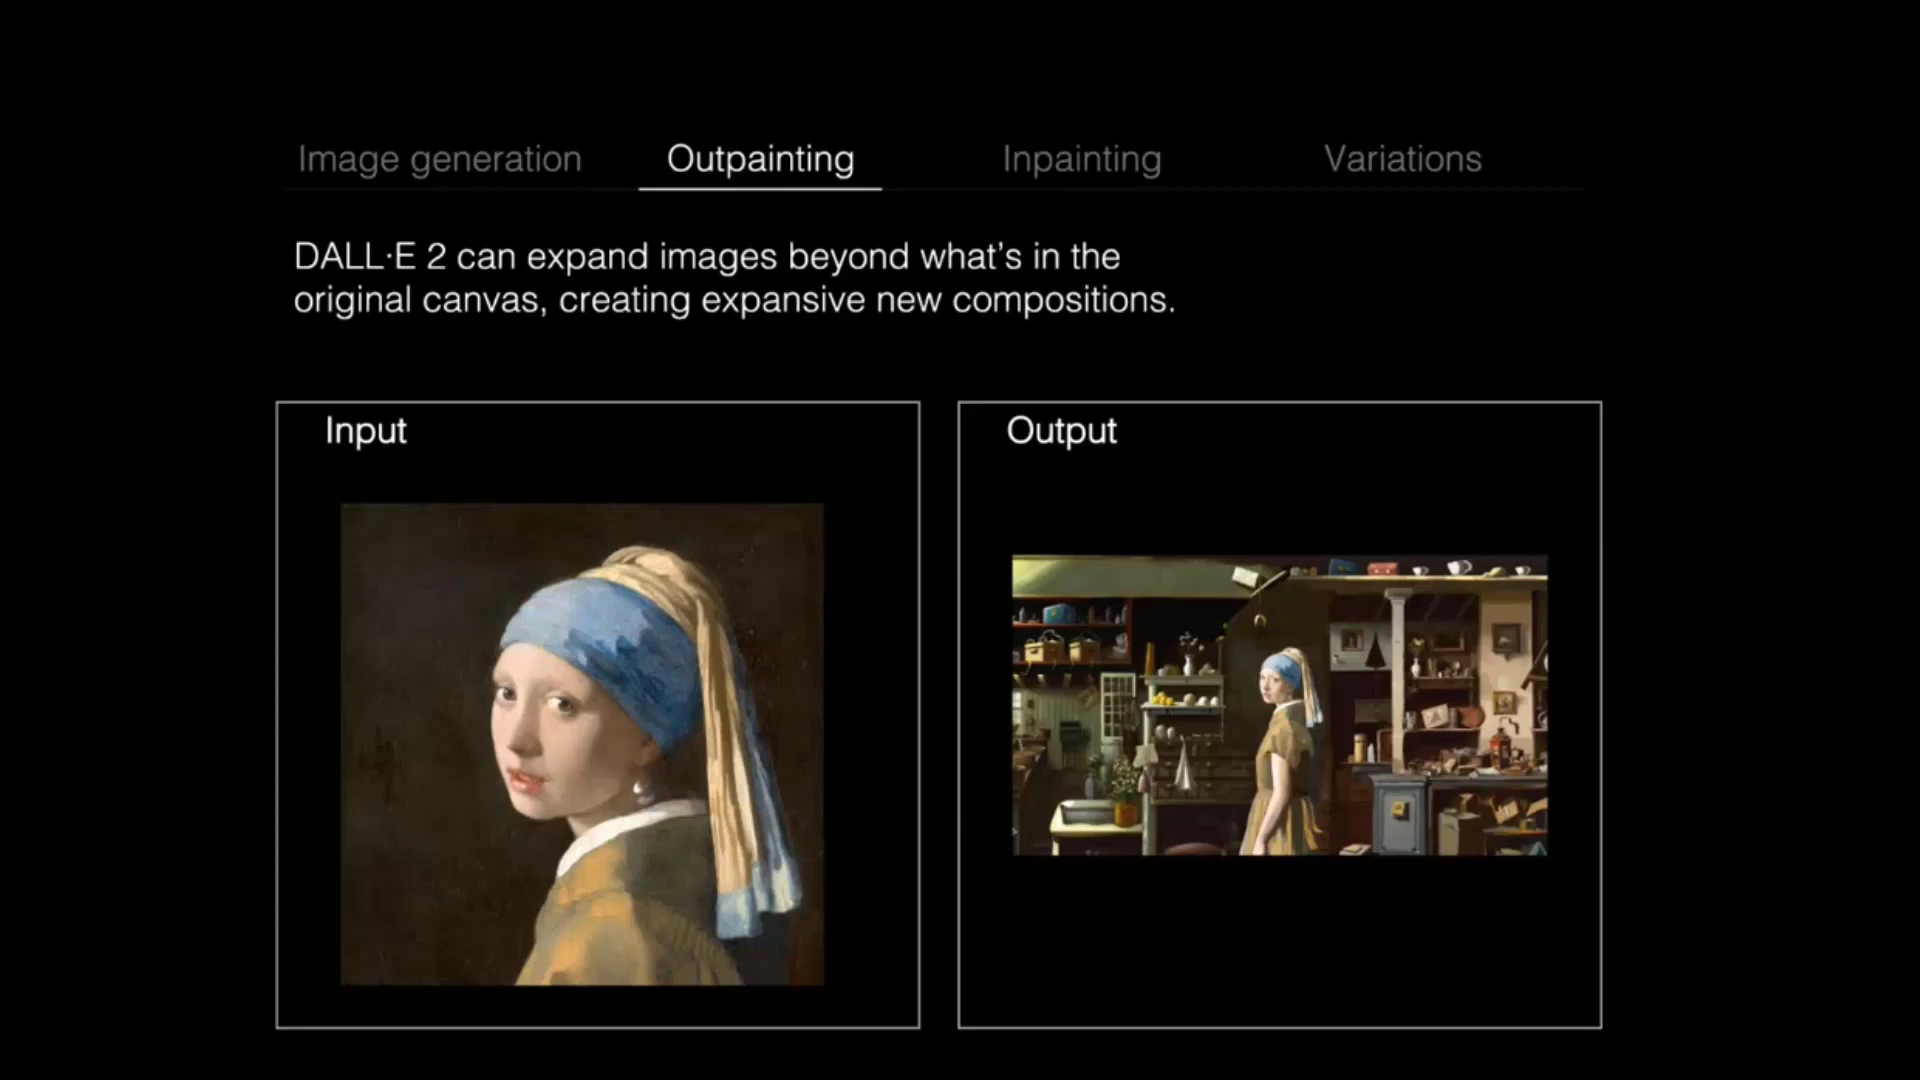 Image generation Outpainting Inpainting Variations
DALL·E 2 can expand images beyond what’s in the
original canvas, creating expansive new compositions.
Input
Output